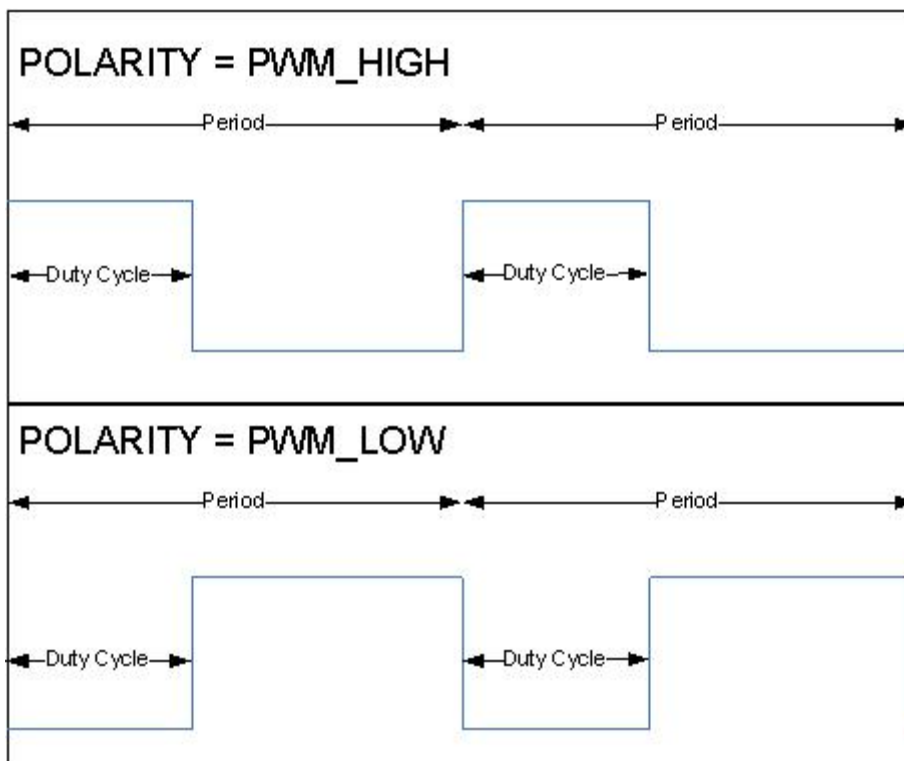 POLARITY = PWM_HIGH
Period Period
Duty Cycle Duty Cycle
POLARITY = PWM_LOW
Period Period
Duty Cycle Duty Cycle